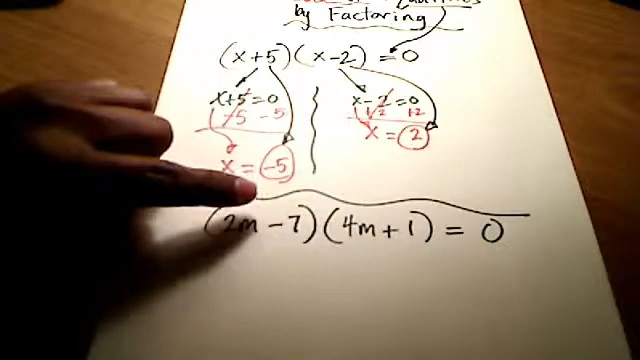 by Factoring
(x+5)(x-2) = 0
x+5=0
x-2=0
-5 -5
+2 +2
x = -5
x = 2
(2m-7)(4m+1) = 0